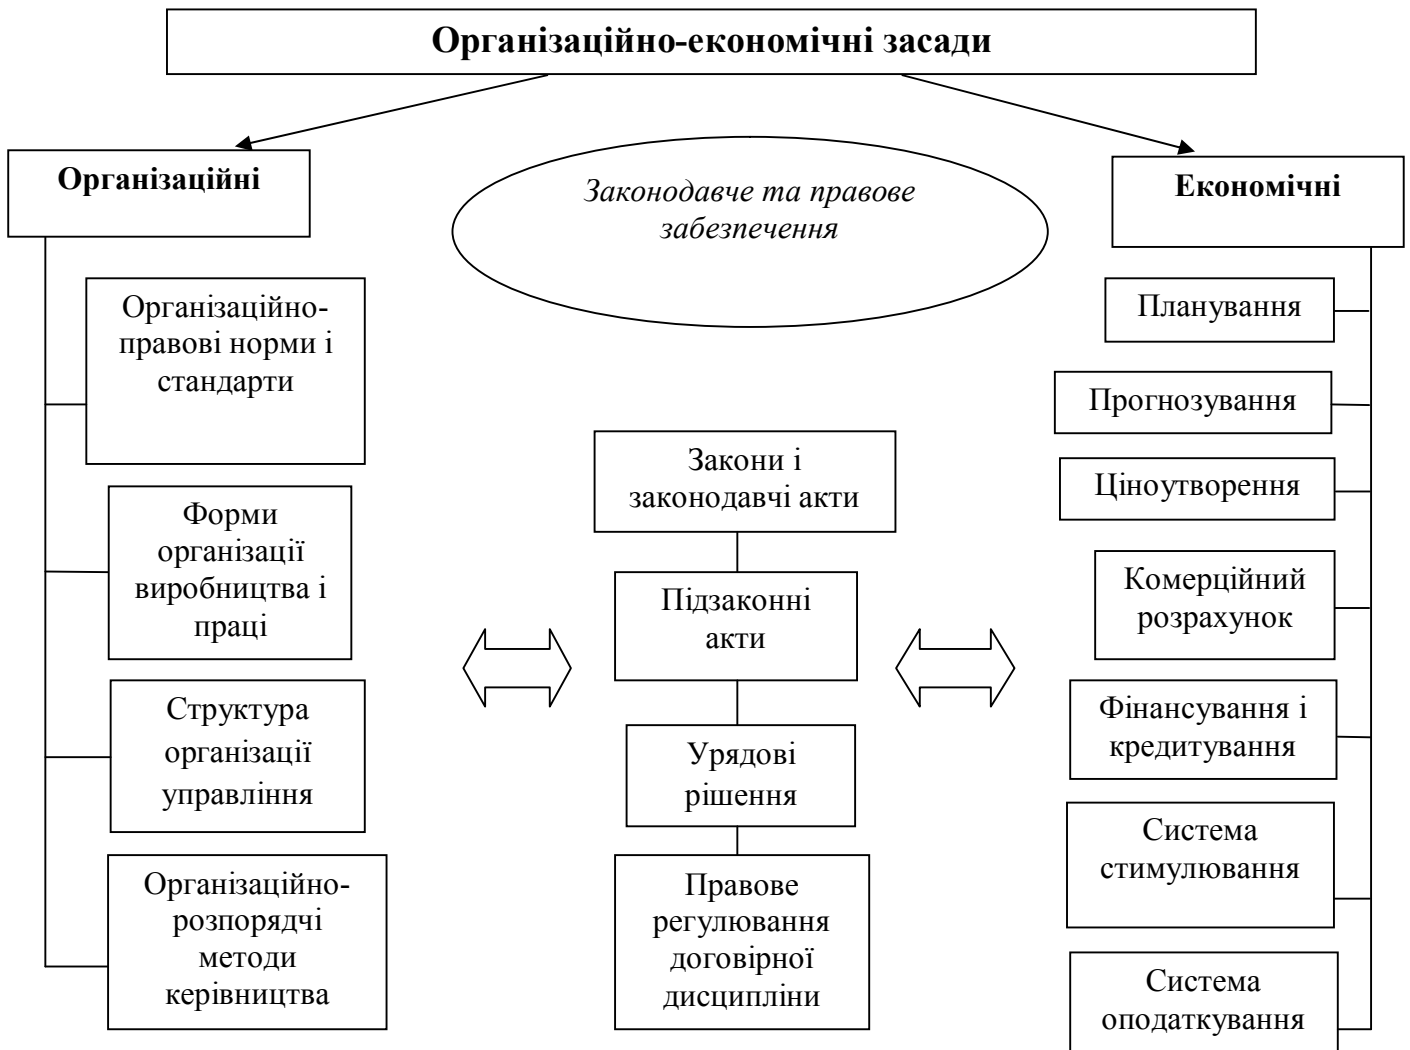 Організаційно-економічні засади
Організаційні
Законодавче та правове
забезпечення
Економічні
Організаційно-
правові норми і
стандарти
Форми
організації
виробництва і
праці
Структура
організації
управління
Організаційно-
розпорядчі
методи
керівництва
Закони і
законодавчі акти
Підзаконні
акти
Урядові
рішення
Правове
регулювання
договірної
дисципліни
Планування
Прогнозування
Ціноутворення
Комерційний
розрахунок
Фінансування і
кредитування
Система
стимулювання
Система
оподаткування